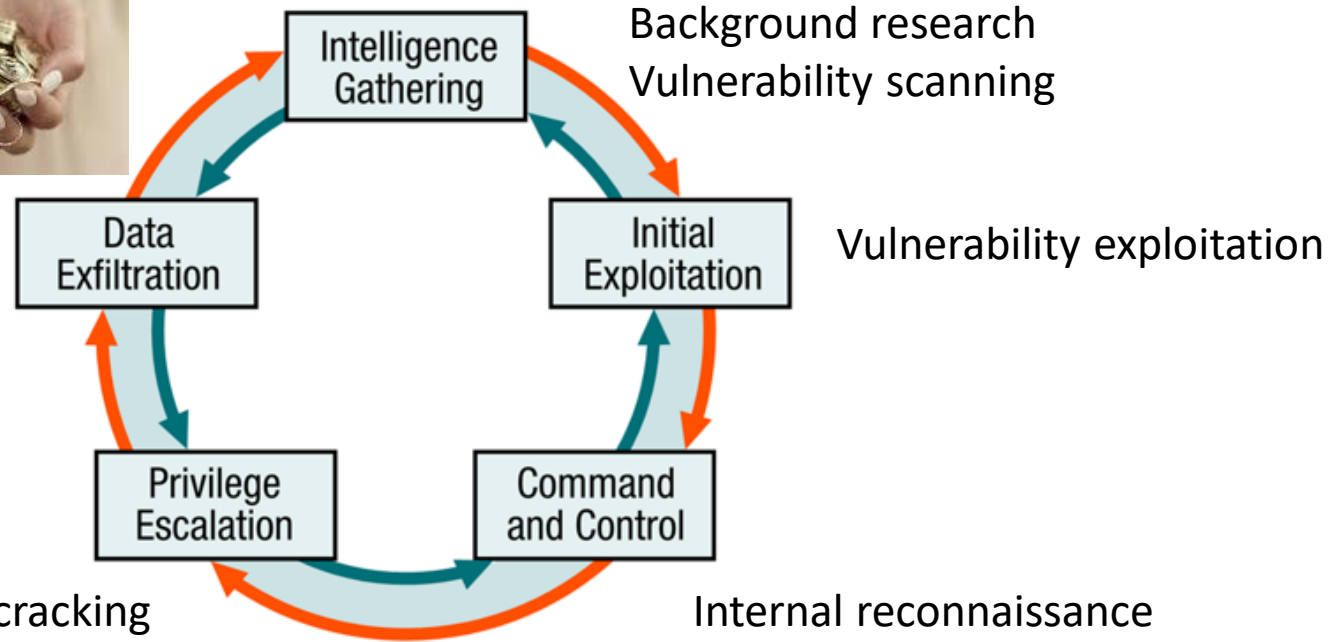 Intelligence
Gathering
Background research
Vulnerability scanning
Data
Exfiltration
Initial
Exploitation
Vulnerability exploitation
Privilege
Escalation
Command
and Control
cracking
Internal reconnaissance